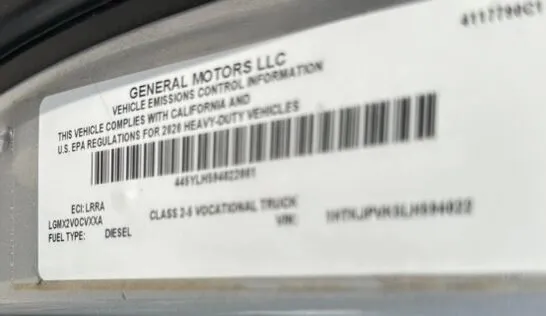 4117790C1
GENERAL MOTORS LLC
VEHICLE EMISSIONS CONTROL INFORMATION
THIS VEHICLE COMPLIES WITH CALIFORNIA AND
U.S. EPA REGULATIONS FOR 2020 HEAVY-DUTY VEHICLES
ECI: LRRA
LGMX2VOCVXXA
FUEL TYPE: DIESEL
CLASS 2-5 VOCATIONAL TRUCK
VIN: